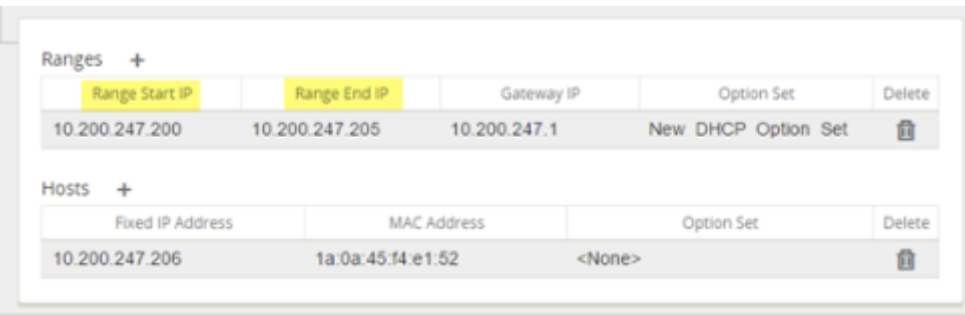 Ranges +
Range Start IP Range End IP Gateway IP Option Set Delete
10.200.247.200 10.200.247.205 10.200.247.1 New DHCP Option Set
Hosts +
Fixed IP Address MAC Address Option Set Delete
10.200.247.206 1a:0a:45:f4:e1:52 <None>